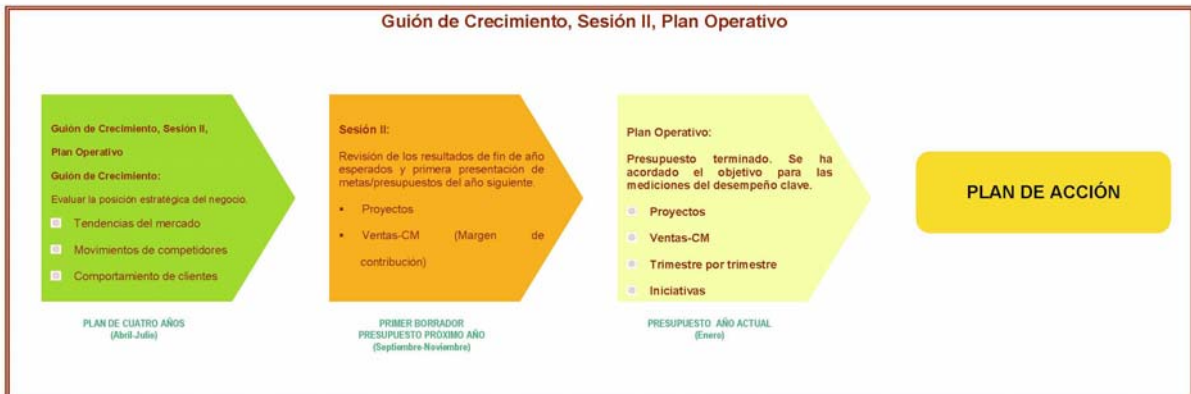 Guión de Crecimiento, Sesión II, Plan Operativo
Guión de Crecimiento, Sesión II,
Plan Operativo
Guión de Crecimiento:
Evaluar la posición estratégica del negocio.
Tendencias del mercado
Movimientos de competidores
Comportamiento de clientes
PLAN DE CUATRO AÑOS
(Abril-Julio)
Sesión II:
Revisión de los resultados de fin de año
esperados y primera presentación de
metas/presupuestos del año siguiente.
• Proyectos
• Ventas-CM (Margen de
contribución)
PRIMER BORRADOR
PRESUPUESTO PRÓXIMO AÑO
(Septiembre-Noviembre)
Plan Operativo:
Presupuesto terminado. Se ha
acordado el objetivo para las
mediciones del desempeño clave.
Proyectos
Ventas-CM
Trimestre por trimestre
Iniciativas
PRESUPUESTO AÑO ACTUAL
(Enero)
PLAN DE ACCIÓN